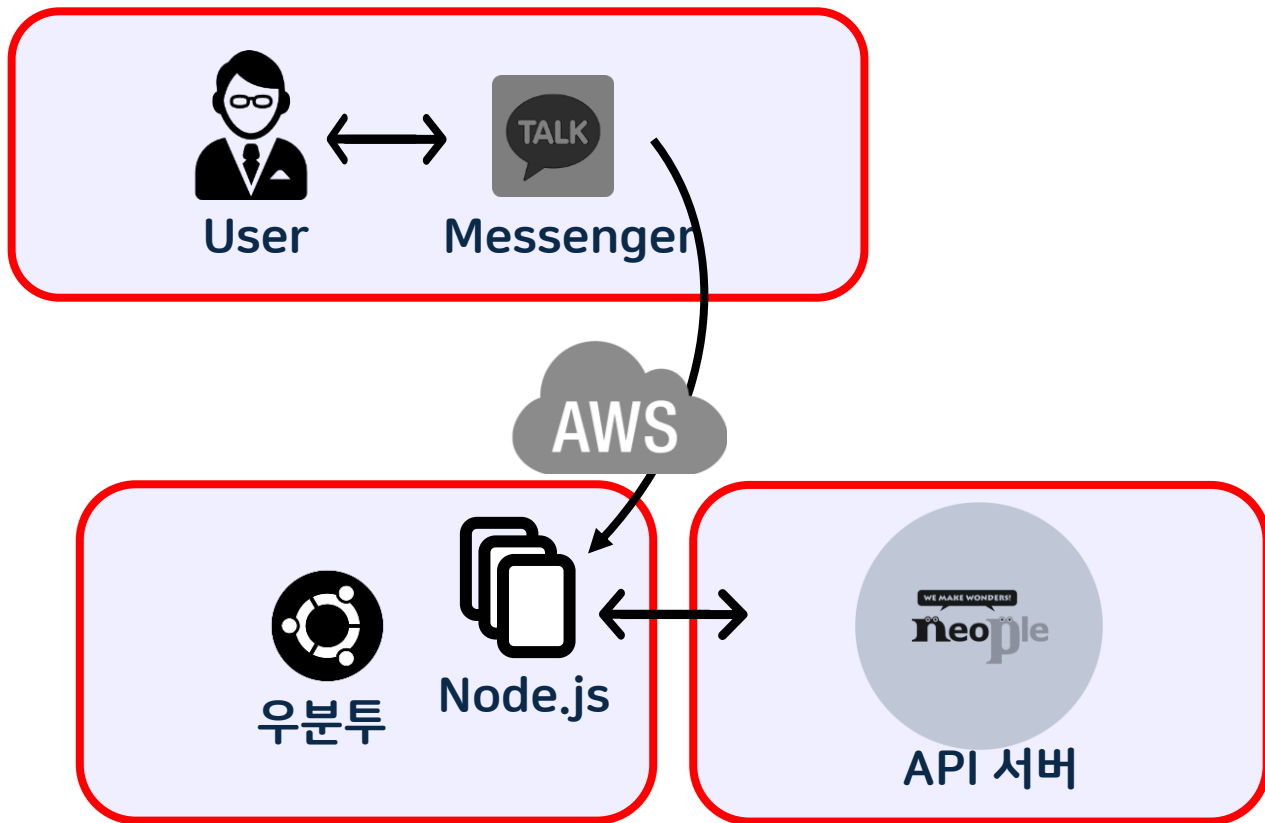 TALK
User
Messenger
AWS
우분투
Node.js
WE MAKE WONDERS!
neople
API 서버